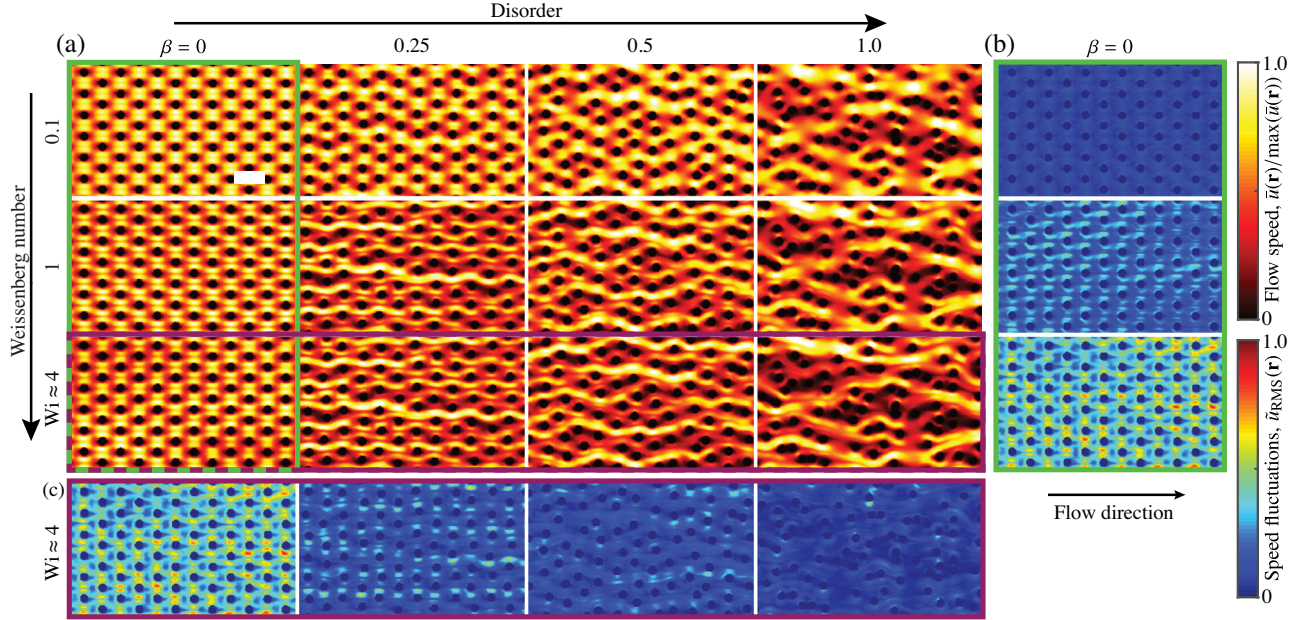 Disorder
(a)
β = 0
0.25
0.5
1.0
(b)
β = 0
Weissenberg number
0.1
1
Wi ≈ 4
(c)
Wi ≈ 4
Flow direction
1.0
0
Flow speed, ū(r)/max(ū(r))
1.0
0
Speed fluctuations, ũRMS(r)